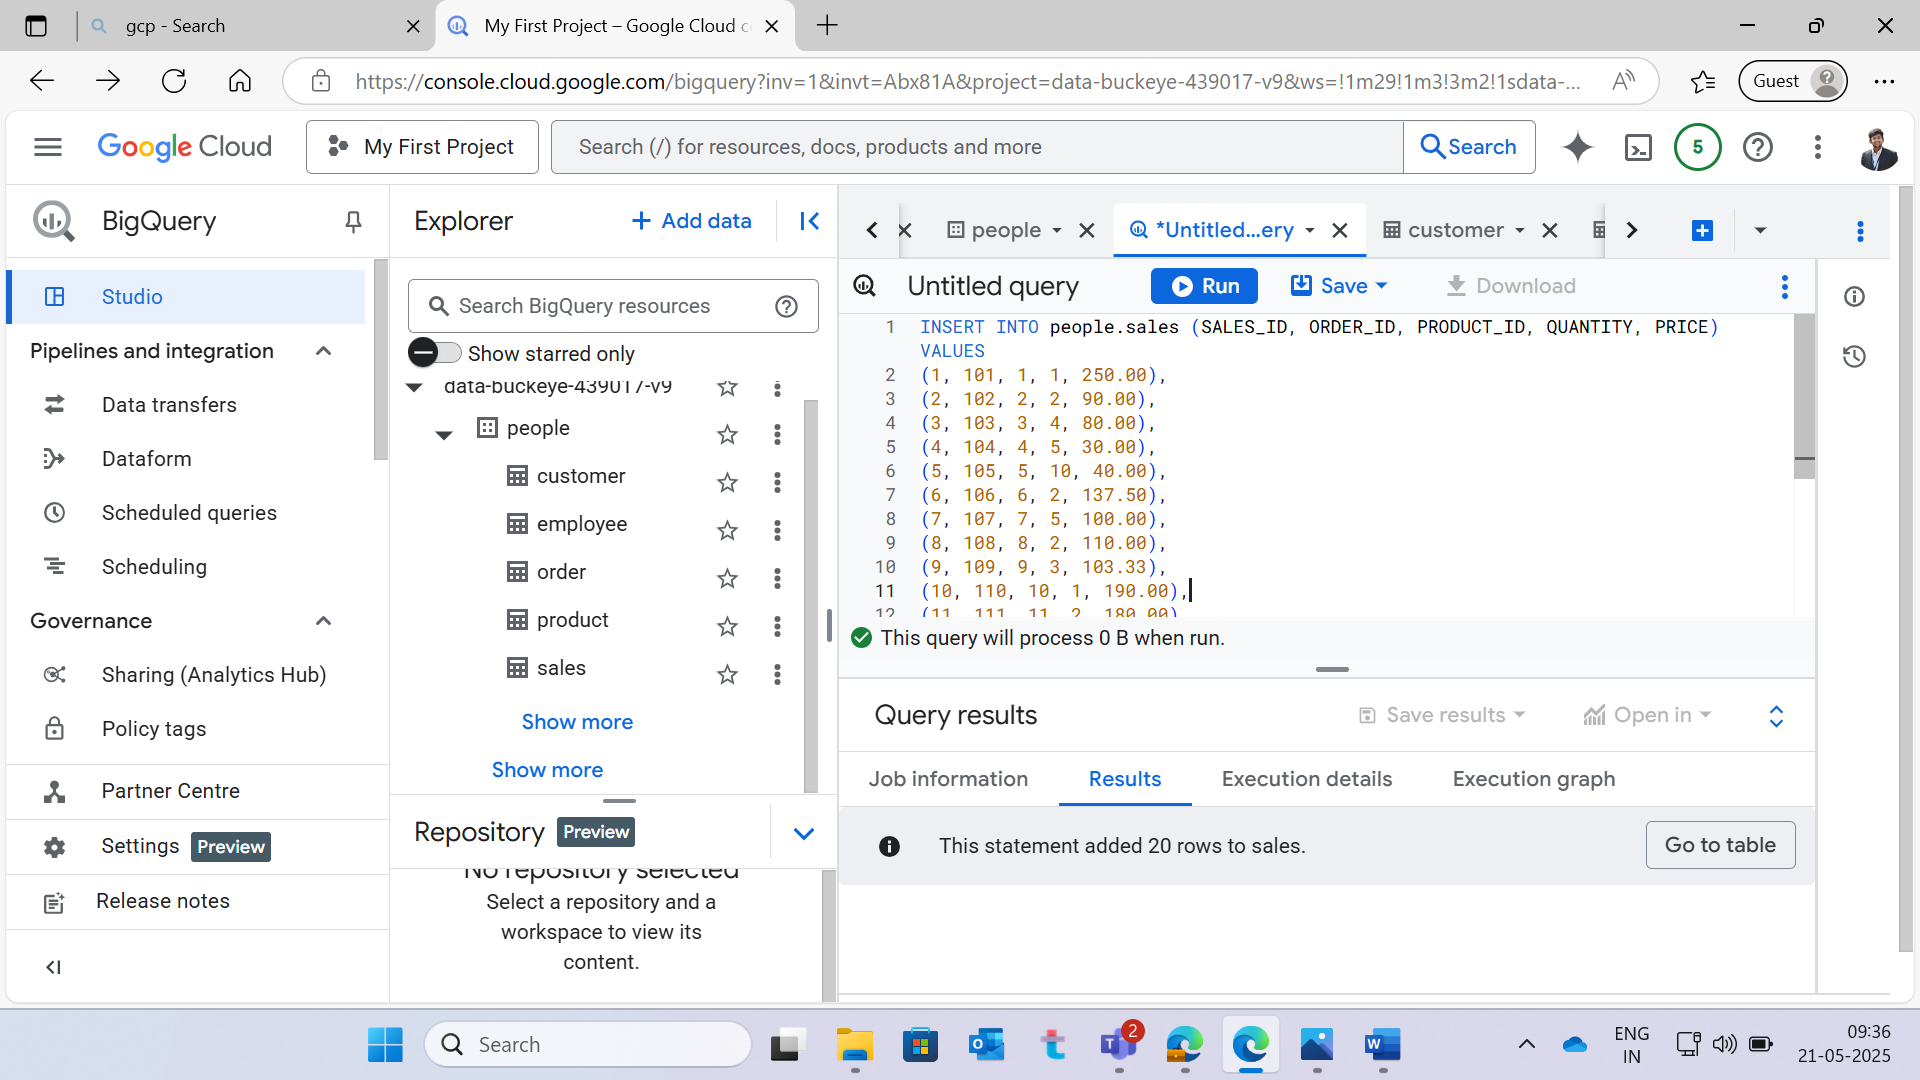 gcp - Search
My First Project – Google Cloud c
https://console.cloud.google.com/bigquery?inv=1&invt=Abx81A&project=data-buckeye-439017-v9&ws=!1m29!1m3!3m2!1sdata-...
Guest
Google Cloud
My First Project
Search (/) for resources, docs, products and more
Search
5
BigQuery
Studio
Pipelines and integration
Data transfers
Dataform
Scheduled queries
Scheduling
Governance
Sharing (Analytics Hub)
Policy tags
Partner Centre
Settings Preview
Release notes
Explorer
+ Add data
Search BigQuery resources
Show starred only
data-buckeye-439017-v9
people
customer
employee
order
product
sales
Show more
Show more
Repository Preview
No repository selected
Select a repository and a
workspace to view its
content.
people
*Untitled...ery
customer
Untitled query
Run
Save
Download
1 INSERT INTO people.sales (SALES_ID, ORDER_ID, PRODUCT_ID, QUANTITY, PRICE)
VALUES
2 (1, 101, 1, 1, 250.00),
3 (2, 102, 2, 2, 90.00),
4 (3, 103, 3, 4, 80.00),
5 (4, 104, 4, 5, 30.00),
6 (5, 105, 5, 10, 40.00),
7 (6, 106, 6, 2, 137.50),
8 (7, 107, 7, 5, 100.00),
9 (8, 108, 8, 2, 110.00),
10 (9, 109, 9, 3, 103.33),
11 (10, 110, 10, 1, 190.00),
12 (11, 111, 11, 2, 180.00)
This query will process 0 B when run.
Query results
Save results
Open in
Job information
Results
Execution details
Execution graph
This statement added 20 rows to sales.
Go to table
Search
2
ENG
IN
09:36
21-05-2025